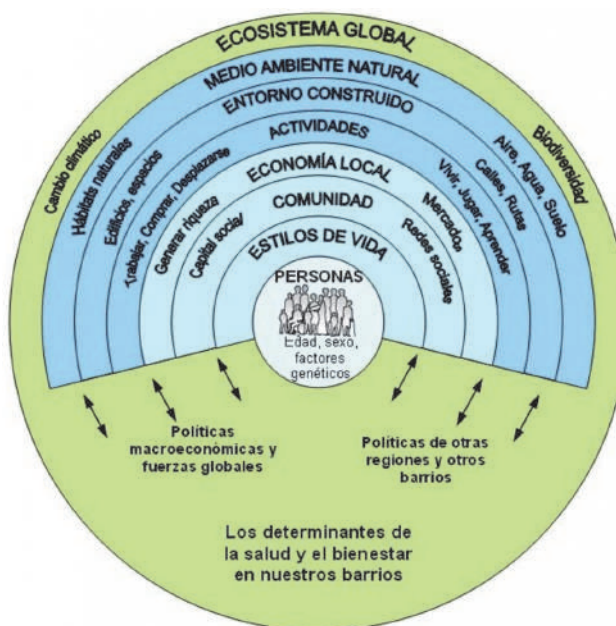 ECOSISTEMA GLOBAL
Cambio climático
Biodiversidad
MEDIO AMBIENTE NATURAL
Hábitats naturales
Aire, Agua, Suelo
ENTORNO CONSTRUIDO
Edificios, espacios
Calles, Rutas
ACTIVIDADES
Trabajar, Comprar, Desplazarse
Vivir, Jugar, Aprender
ECONOMÍA LOCAL
Generar riqueza
Mercados
COMUNIDAD
Capital social
Redes sociales
ESTILOS DE VIDA
PERSONAS
Edad, sexo,
factores
genéticos
Políticas
macroeconómicas y
fuerzas globales
Políticas de otras
regiones y otros
barrios
Los determinantes de
la salud y el bienestar
en nuestros barrios